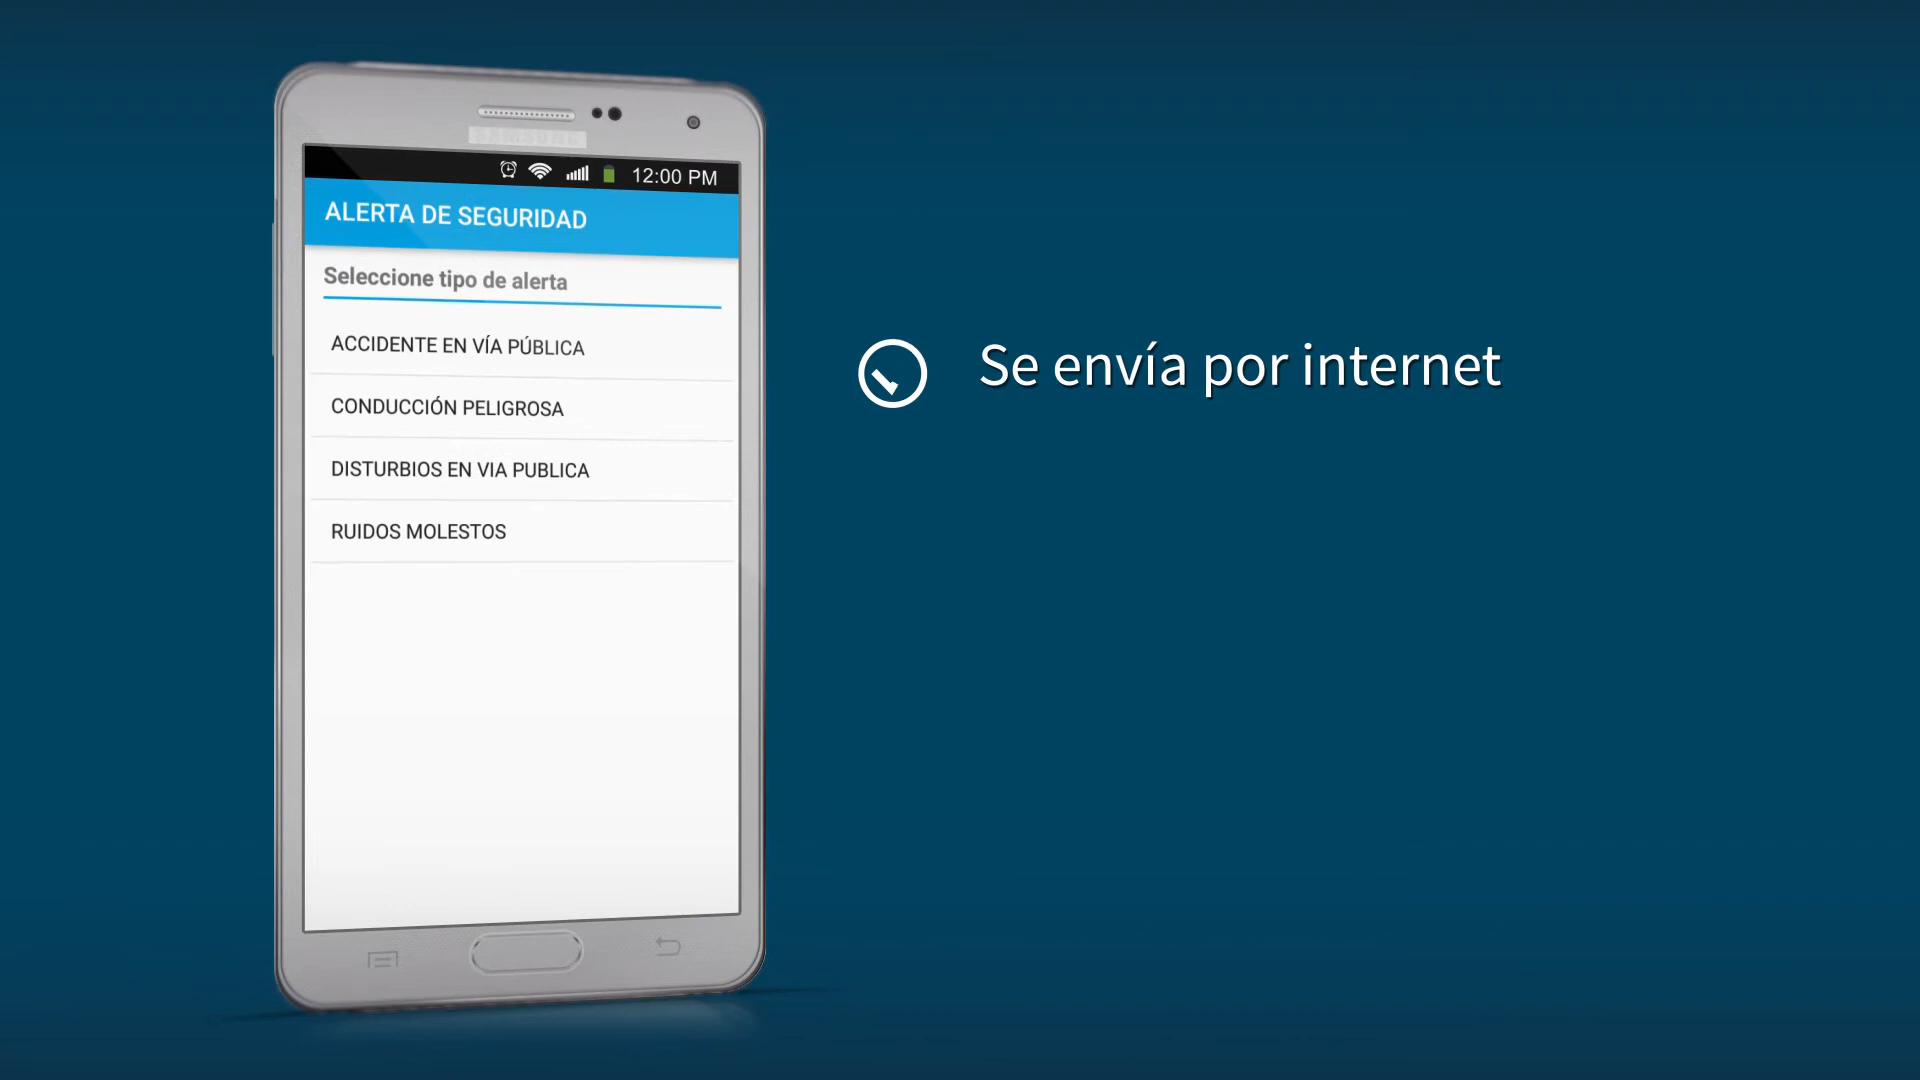 12:00 PM
ALERTA DE SEGURIDAD
Seleccione tipo de alerta
ACCIDENTE EN VÍA PÚBLICA
CONDUCCIÓN PELIGROSA
DISTURBIOS EN VIA PUBLICA
RUIDOS MOLESTOS
Se envía por internet